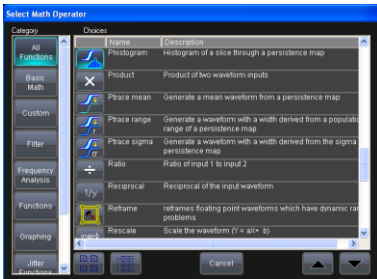 Select Math Operator
Category
Choices
Name Description
All Functions
Basic Math
Custom
Filter
Frequency Analysis
Functions
Graphing
Jitter Functions
Phistogram Histogram of a slice through a persistence map
Product Product of two waveform inputs
Ptrace mean Generate a mean waveform from a persistence map
Ptrace range Generate a waveform with a width derived from a populatio
range of a persistence map
Ptrace sigma Generate a waveform with a width derived from the sigma
persistence map
÷ Ratio Ratio of input 1 to input 2
1/y Reciprocal Reciprocal of the input waveform
Reframe reframes floating point waveforms which have dynamic ran
problems
Rescale Scale the waveform (Y = aX+ b)
Cancel